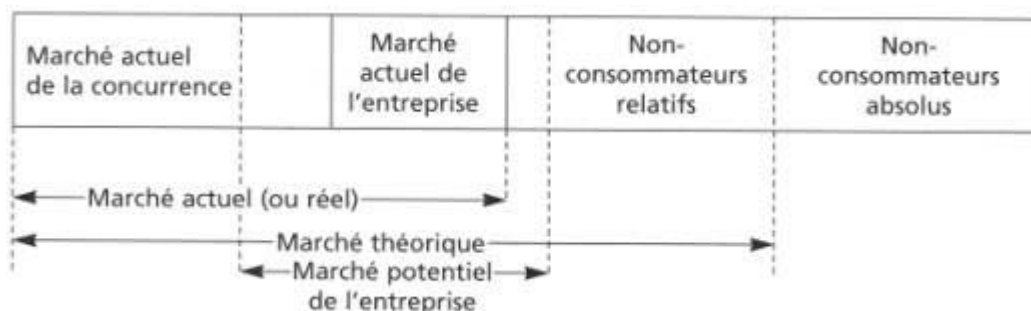 Marché actuel
de la concurrence
Marché
actuel de
l'entreprise
Non-
consommateurs
relatifs
Non-
consommateurs
absolus
Marché actuel (ou réel)
Marché théorique
Marché potentiel
de l'entreprise